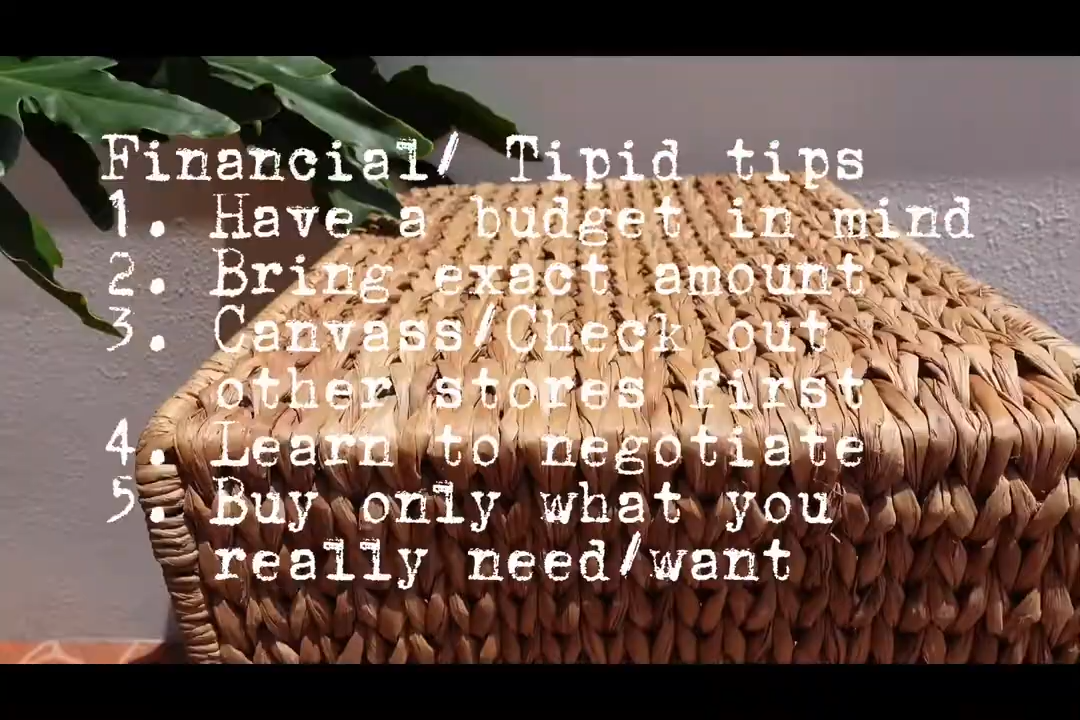 Financial/ Tipid tips
1. Have a budget in mind
2. Bring exact amount
3. Canvass/Check out
other stores first
4. Learn to negotiate
5. Buy only what you
really need/want